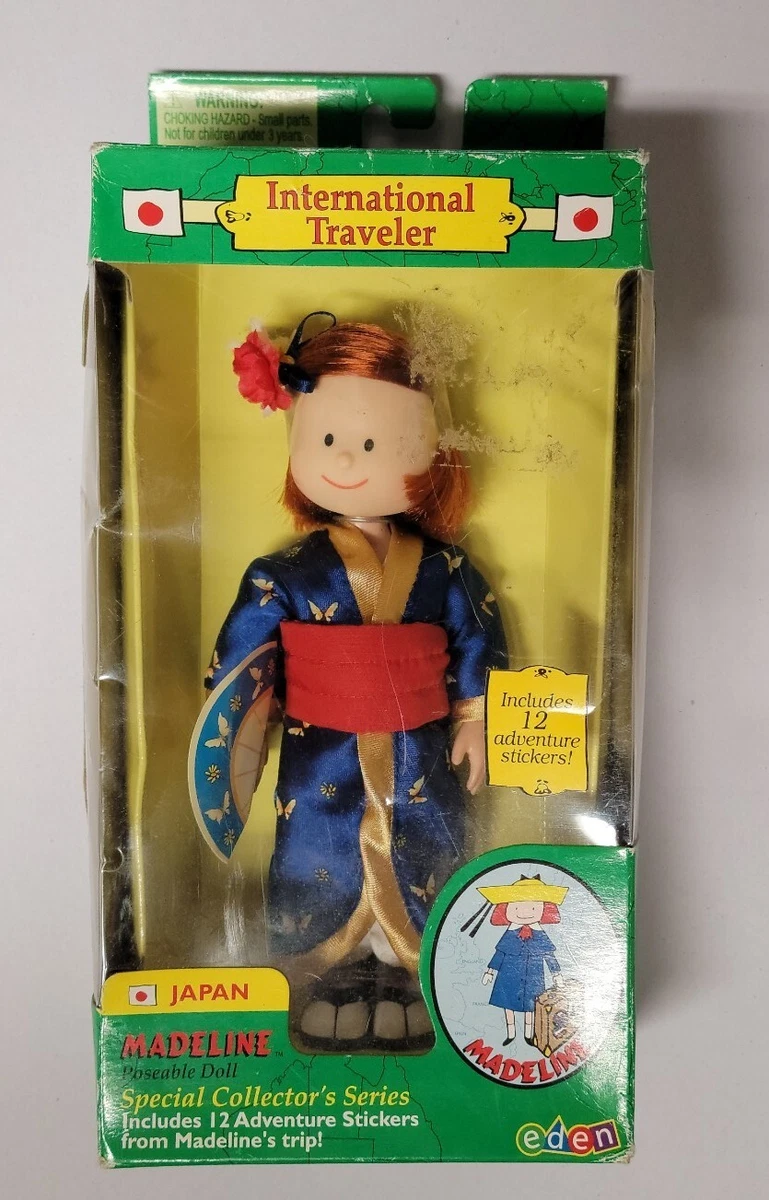 WARNING:
CHOKING HAZARD - Small parts.
Not for children under 3 years.
International
Traveler
Includes
12
adventure
stickers!
JAPAN
MADELINE™
Poseable Doll
Special Collector's Series
Includes 12 Adventure Stickers
from Madeline's trip!
MADELINE
eden